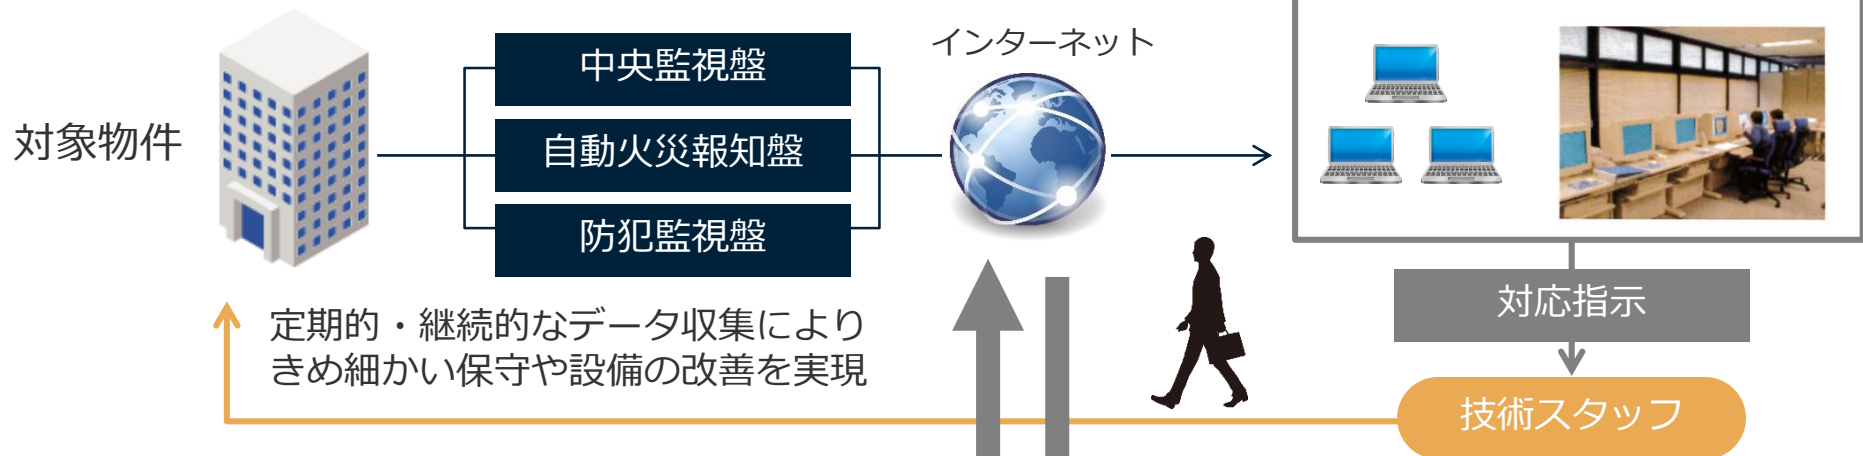 対象物件
中央監視盤
自動火災報知盤
防犯監視盤
インターネット
定期的・継続的なデータ収集により
きめ細かい保守や設備の改善を実現
対応指示
技術スタッフ